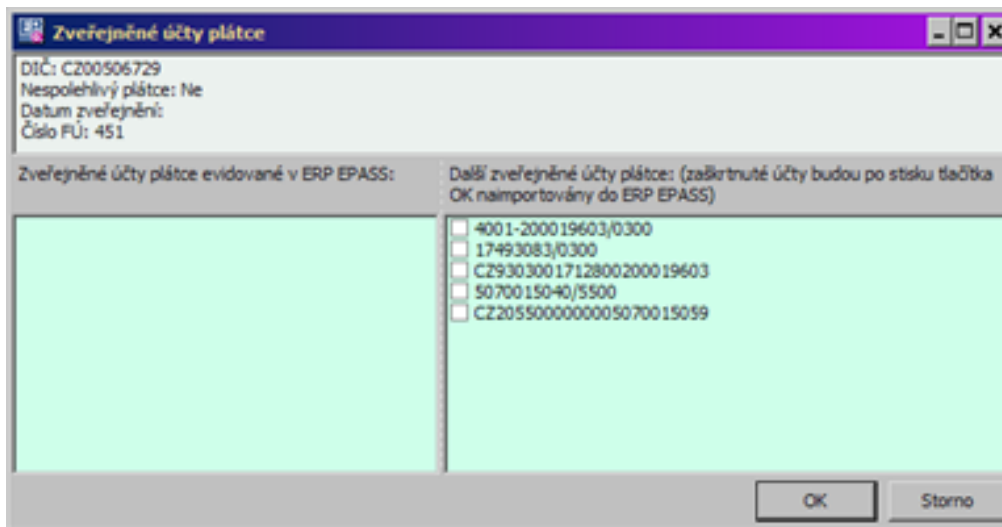 Zveřejněné účty plátce
DIČ: CZ00506729
Nespolehlivý plátce: Ne
Datum zveřejnění:
Číslo FÚ: 451
Zveřejněné účty plátce evidované v ERP EPASS:
Další zveřejněné účty plátce: (zaškrtnuté účty budou po stisku tlačítka
OK naimportovány do ERP EPASS)
4001-200019603/0300
17493083/0300
CZ9303001712800200019603
5070015040/5500
CZ2055000000005070015059
OK
Storno